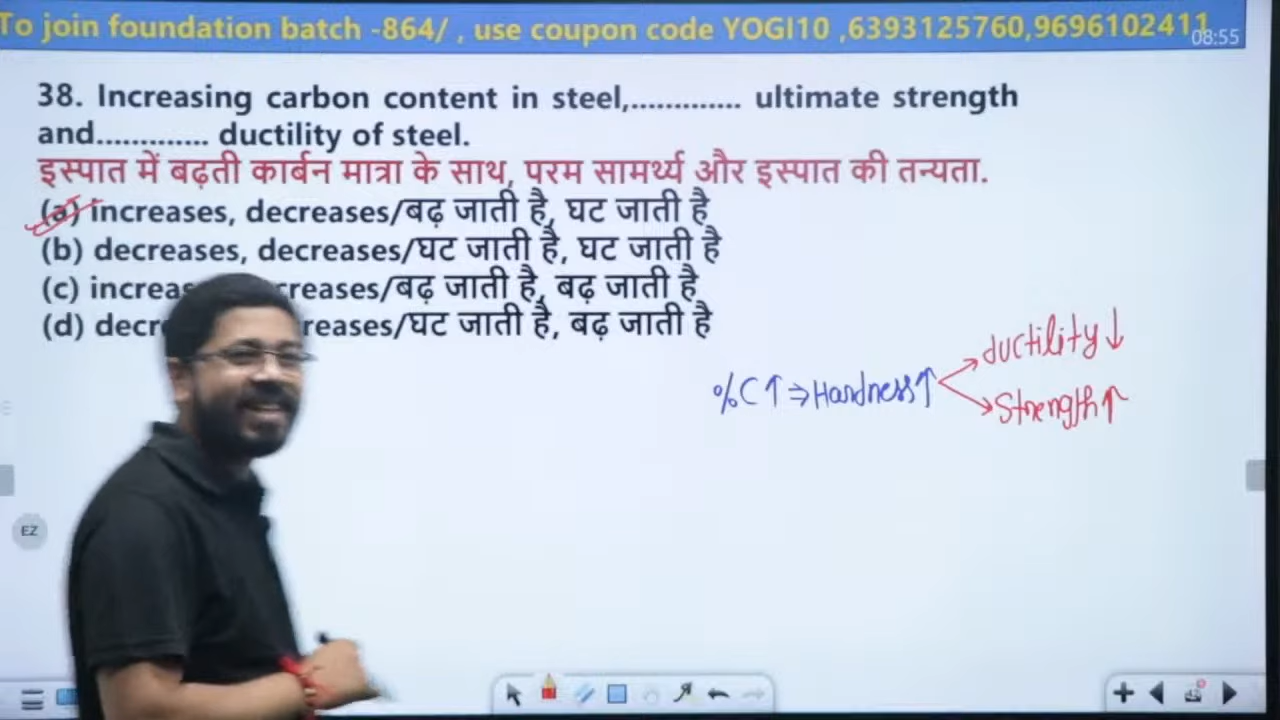 To join foundation batch -864/ , use coupon code YOGI10 ,6393125760,9696102411
08:55
38. Increasing carbon content in steel,............. ultimate strength
and............. ductility of steel.
इस्पात में बढ़ती कार्बन मात्रा के साथ, परम सामर्थ्य और इस्पात की तन्यता.
(a) increases, decreases/बढ़ जाती है, घट जाती है
(b) decreases, decreases/घट जाती है, घट जाती है
(c) increas creases/बढ़ जाती है, बढ़ जाती है
(d) decr reases/घट जाती है, बढ़ जाती है
ductility ↓
%C ↑ ⇒ Hardness ↑
Strength ↑
EZ